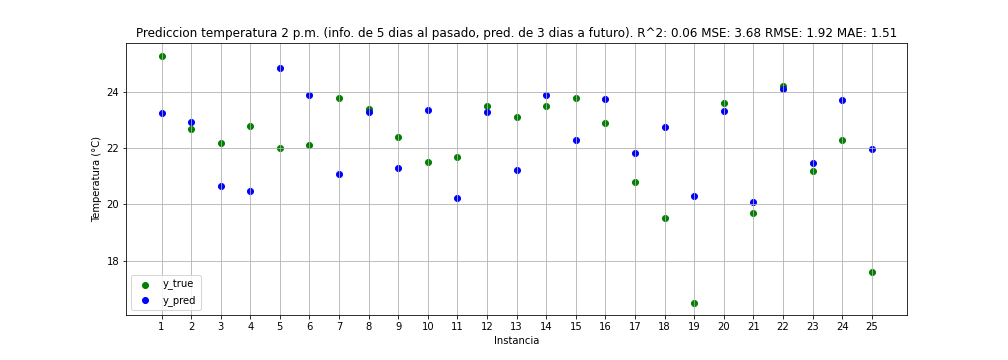 Prediccion temperatura 2 p.m. (info. de 5 dias al pasado, pred. de 3 dias a futuro). R^2: 0.06 MSE: 3.68 RMSE: 1.92 MAE: 1.51
Temperatura (°C)
24
22
20
18
y_true
y_pred
1 2 3 4 5 6 7 8 9 10 11 12 13 14 15 16 17 18 19 20 21 22 23 24 25
Instancia